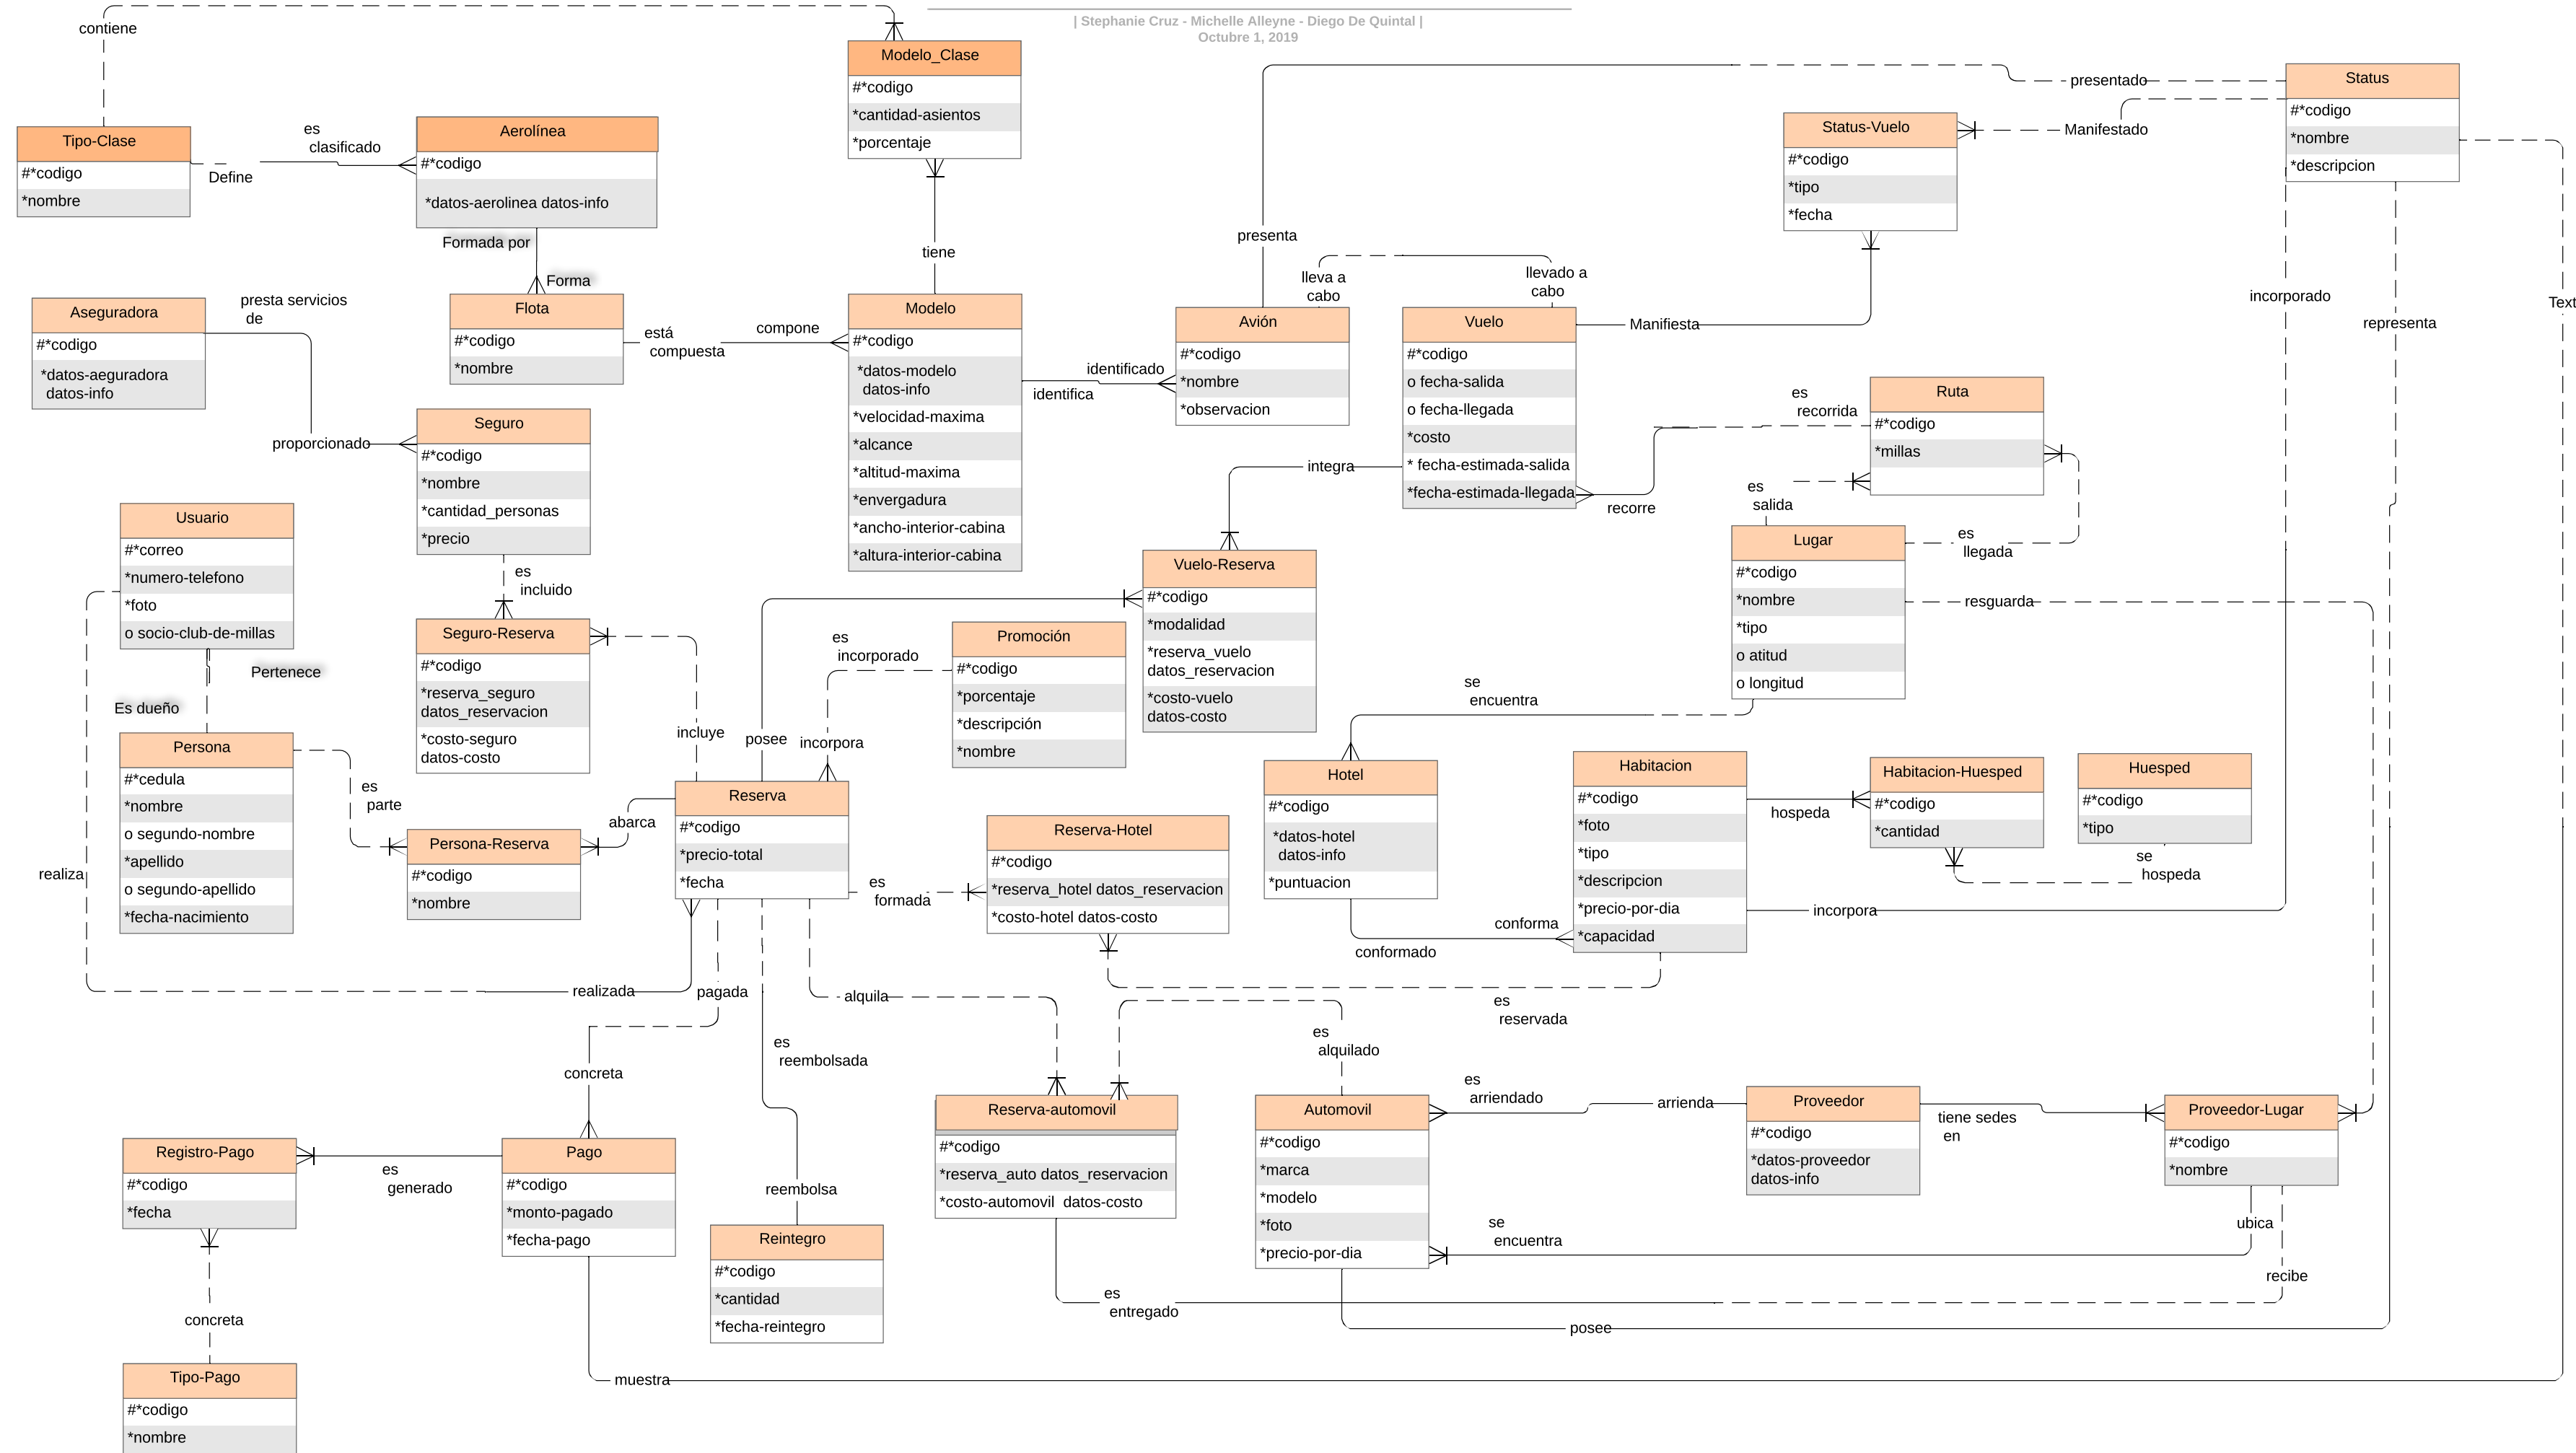 | Stephanie Cruz - Michelle Alleyne - Diego De Quintal |
Octubre 1, 2019
contiene
Modelo_Clase
#*codigo
*cantidad-asientos
*porcentaje
Tipo-Clase
#*codigo
*nombre
Define
es
clasificado
Aerolínea
#*codigo
*datos-aerolinea datos-info
Formada por
Forma
tiene
presenta
presentado
Manifestado
Status
#*codigo
*nombre
*descripcion
Status-Vuelo
#*codigo
*tipo
*fecha
Aseguradora
#*codigo
*datos-aeguradora
datos-info
presta servicios
de
proporcionado
Flota
#*codigo
*nombre
está
compuesta
compone
Modelo
#*codigo
*datos-modelo
datos-info
*velocidad-maxima
*alcance
*altitud-maxima
*envergadura
*ancho-interior-cabina
*altura-interior-cabina
identifica
identificado
Avión
#*codigo
*nombre
*observacion
lleva a
cabo
llevado a
cabo
Vuelo
#*codigo
o fecha-salida
o fecha-llegada
*costo
* fecha-estimada-salida
*fecha-estimada-llegada
Manifiesta
incorporado
representa
Text
es
recorrida
recorre
Ruta
#*codigo
*millas
es
salida
es
llegada
integra
Seguro
#*codigo
*nombre
*cantidad_personas
*precio
es
incluido
Usuario
#*correo
*numero-telefono
*foto
o socio-club-de-millas
Pertenece
Es dueño
Seguro-Reserva
#*codigo
*reserva_seguro
datos_reservacion
*costo-seguro
datos-costo
incluye
posee
es
incorporado
incorpora
Promoción
#*codigo
*porcentaje
*descripción
*nombre
Vuelo-Reserva
#*codigo
*modalidad
*reserva_vuelo
datos_reservacion
*costo-vuelo
datos-costo
Lugar
#*codigo
*nombre
*tipo
o atitud
o longitud
resguarda
se
encuentra
Persona
#*cedula
*nombre
o segundo-nombre
*apellido
o segundo-apellido
*fecha-nacimiento
es
parte
Persona-Reserva
#*codigo
*nombre
abarca
Reserva
#*codigo
*precio-total
*fecha
es
formada
Reserva-Hotel
#*codigo
*reserva_hotel datos_reservacion
*costo-hotel datos-costo
Hotel
#*codigo
*datos-hotel
datos-info
*puntuacion
conformado
conforma
Habitacion
#*codigo
*foto
*tipo
*descripcion
*precio-por-dia
*capacidad
hospeda
Habitacion-Huesped
#*codigo
*cantidad
Huesped
#*codigo
*tipo
se
hospeda
incorpora
realiza
realizada
pagada
alquila
es
reservada
es
reembolsada
concreta
es
alquilado
Reserva-automovil
#*codigo
*reserva_auto datos_reservacion
*costo-automovil  datos-costo
Automovil
#*codigo
*marca
*modelo
*foto
*precio-por-dia
es
arriendado
arrienda
Proveedor
#*codigo
*datos-proveedor
datos-info
tiene sedes
en
Proveedor-Lugar
#*codigo
*nombre
ubica
recibe
se
encuentra
Registro-Pago
#*codigo
*fecha
es
generado
Pago
#*codigo
*monto-pagado
*fecha-pago
reembolsa
Reintegro
#*codigo
*cantidad
*fecha-reintegro
es
entregado
posee
concreta
muestra
Tipo-Pago
#*codigo
*nombre